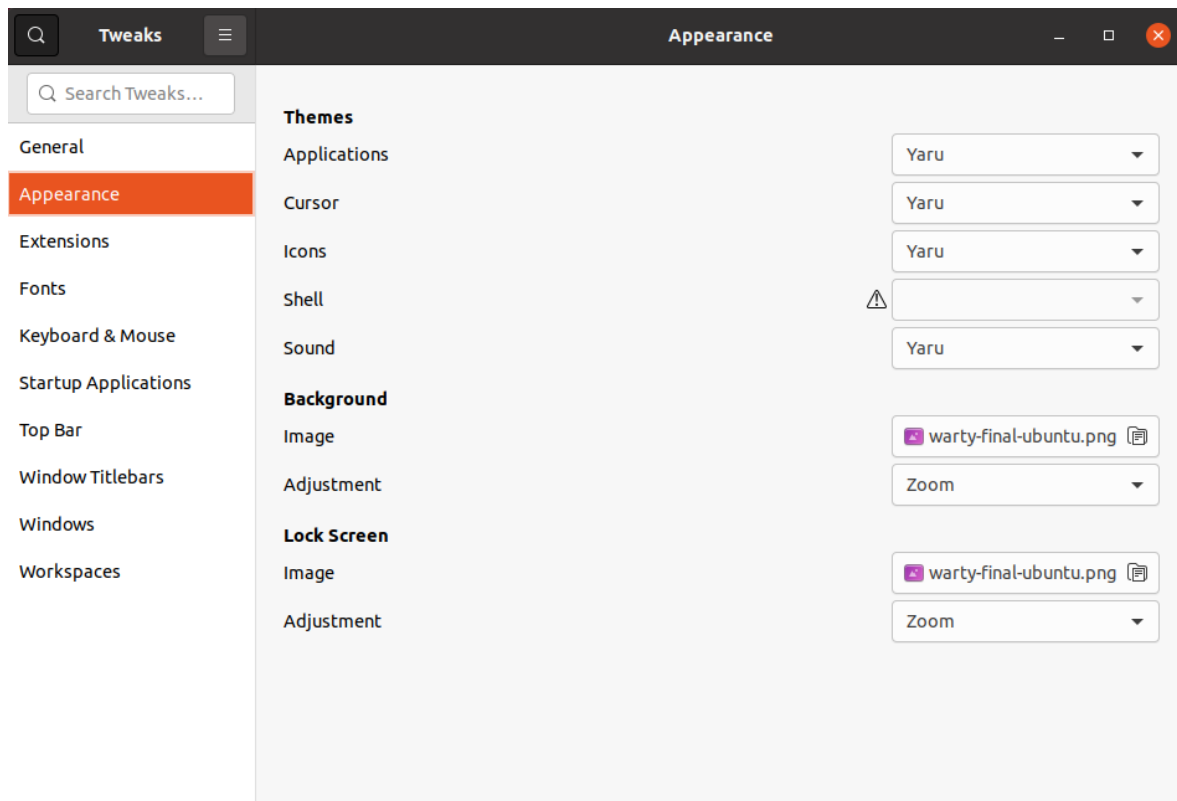 Tweaks
Appearance
Search Tweaks...
General
Appearance
Extensions
Fonts
Keyboard & Mouse
Startup Applications
Top Bar
Window Titlebars
Windows
Workspaces
Themes
Applications Yaru
Cursor Yaru
Icons Yaru
Shell
Sound Yaru
Background
Image warty-final-ubuntu.png
Adjustment Zoom
Lock Screen
Image warty-final-ubuntu.png
Adjustment Zoom